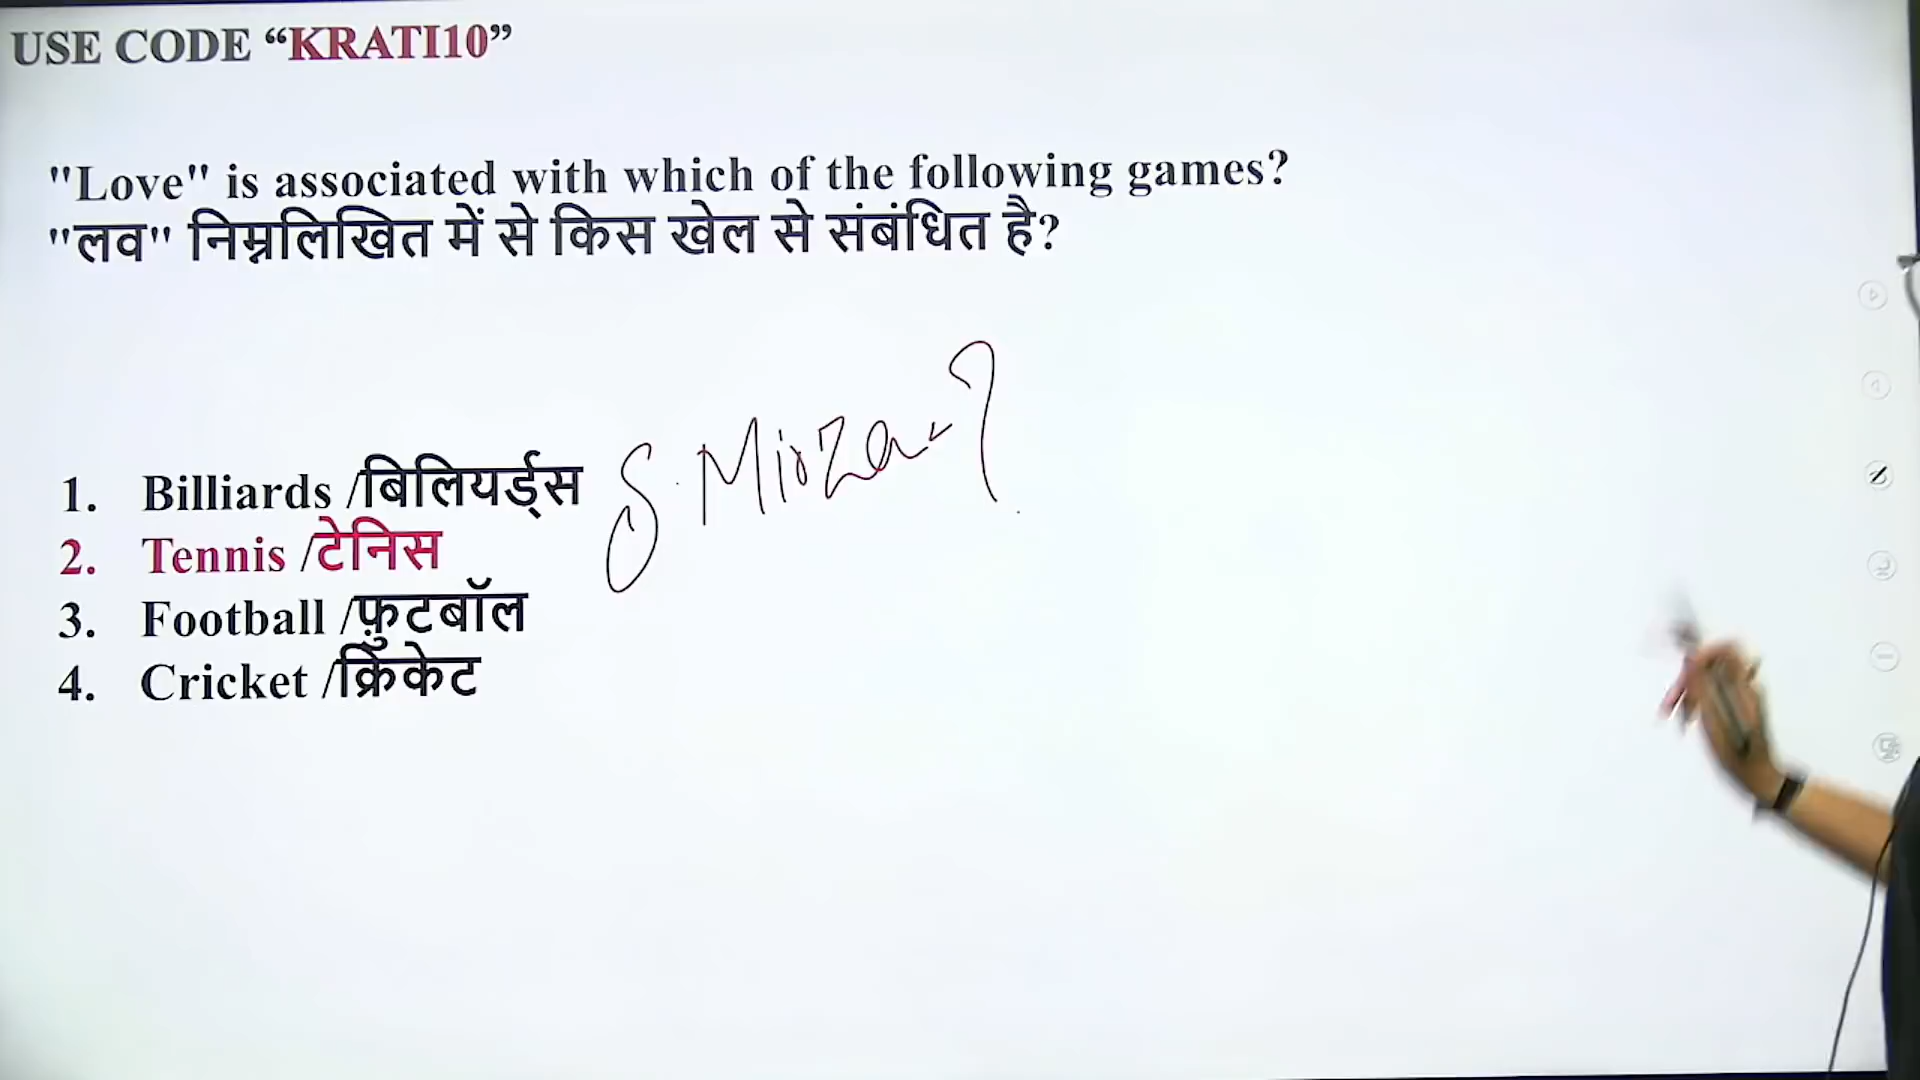 USE CODE “KRATI10”
"Love" is associated with which of the following games?
"लव" निम्नलिखित में से किस खेल से संबंधित है?
S. Mirza - ?
1. Billiards /बिलियर्ड्स
2. Tennis /टेनिस
3. Football /फ़ुटबॉल
4. Cricket /क्रिकेट